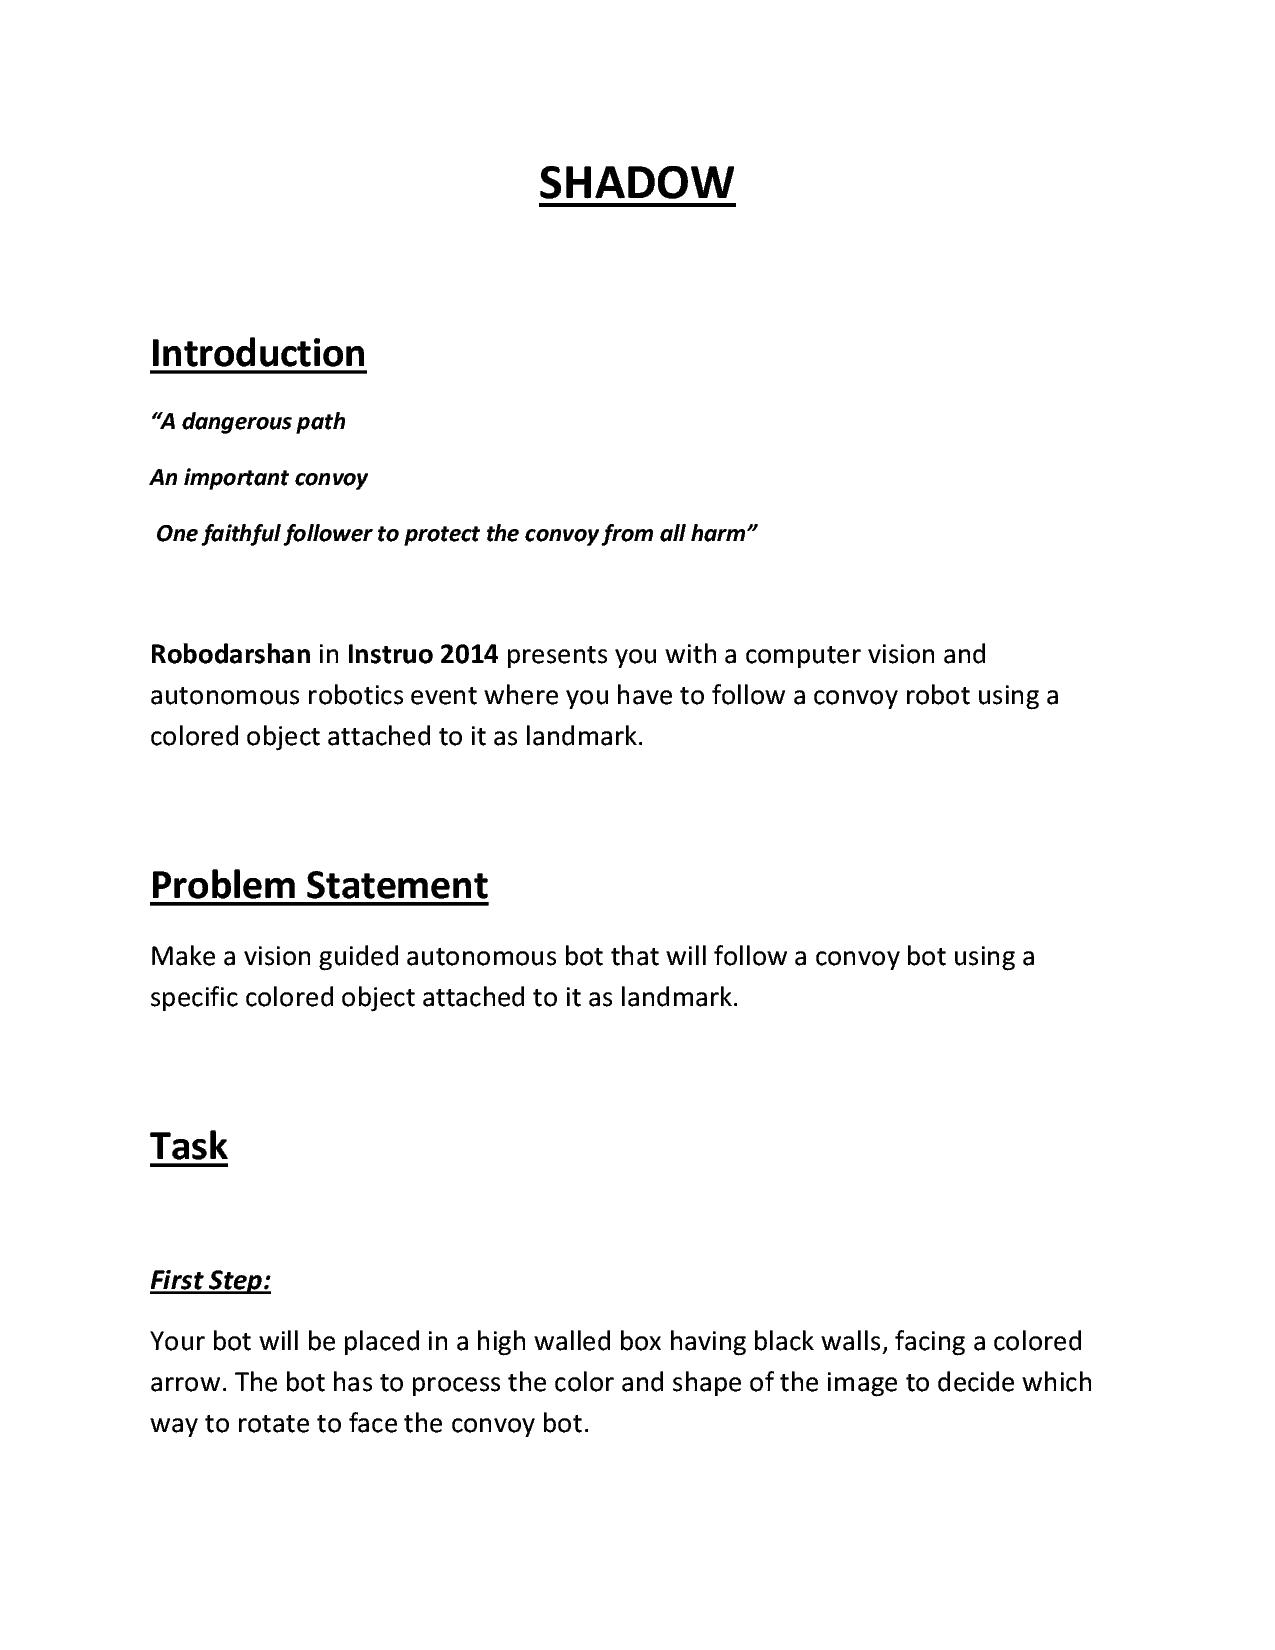 SHADOW
Introduction
“A dangerous path
An important convoy
One faithful follower to protect the convoy from all harm”
Robodarshan in Instruo 2014 presents you with a computer vision and
autonomous robotics event where you have to follow a convoy robot using a
colored object attached to it as landmark.
Problem Statement
Make a vision guided autonomous bot that will follow a convoy bot using a
specific colored object attached to it as landmark.
Task
First Step:
Your bot will be placed in a high walled box having black walls, facing a colored
arrow. The bot has to process the color and shape of the image to decide which
way to rotate to face the convoy bot.